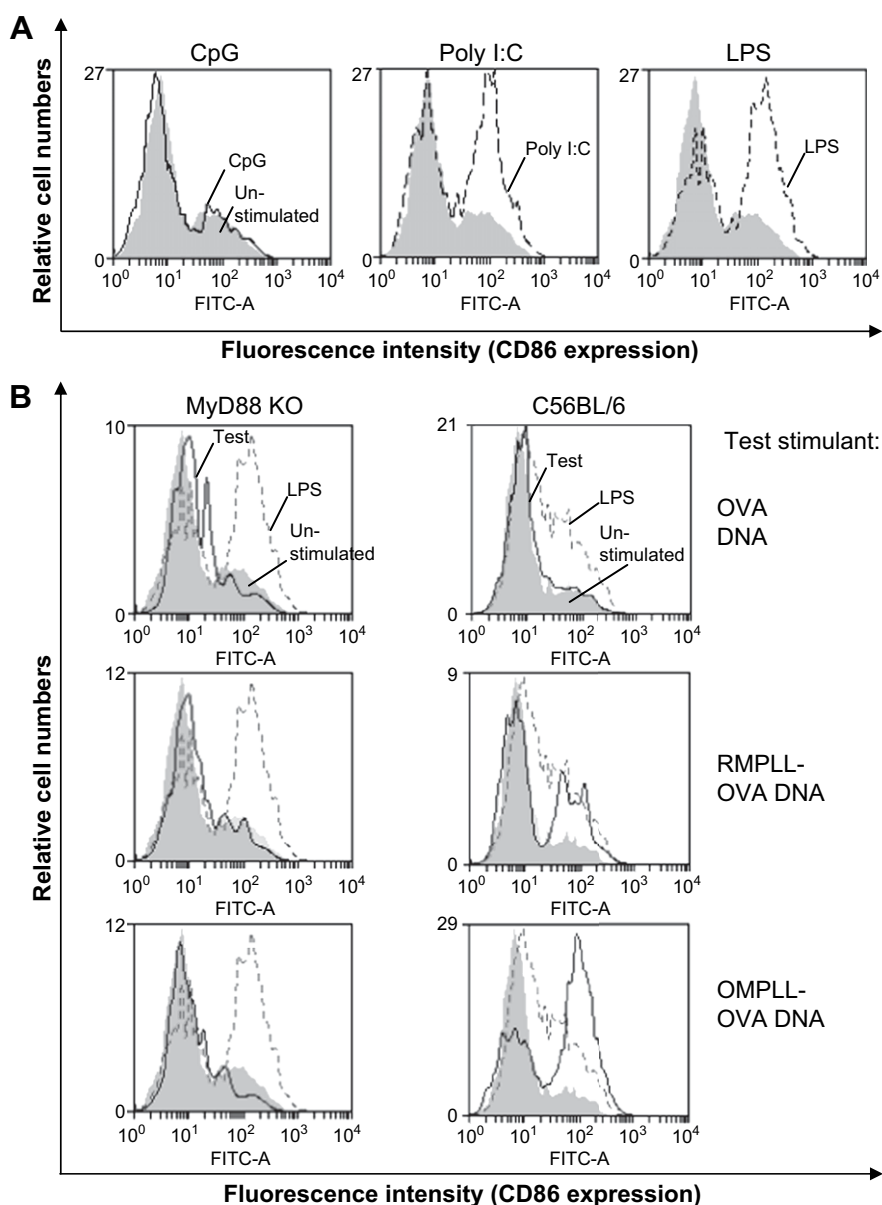 A
CpG
Poly I:C
LPS
Relative cell numbers
27
CpG
Un-
stimulated
0
10^0 10^1 10^2 10^3 10^4
FITC-A
27
Poly I:C
0
10^0 10^1 10^2 10^3 10^4
FITC-A
27
LPS
0
10^0 10^1 10^2 10^3 10^4
FITC-A
Fluorescence intensity (CD86 expression)
B
MyD88 KO
C56BL/6
Test stimulant:
Relative cell numbers
10
Test
LPS
Un-
stimulated
0
10^0 10^1 10^2 10^3 10^4
FITC-A
21
Test
LPS
Un-
stimulated
0
10^0 10^1 10^2 10^3 10^4
FITC-A
OVA
DNA
12
0
10^0 10^1 10^2 10^3 10^4
FITC-A
9
0
10^0 10^1 10^2 10^3 10^4
FITC-A
RMPLL-
OVA DNA
12
0
10^0 10^1 10^2 10^3 10^4
FITC-A
29
0
10^0 10^1 10^2 10^3 10^4
FITC-A
OMPLL-
OVA DNA
Fluorescence intensity (CD86 expression)